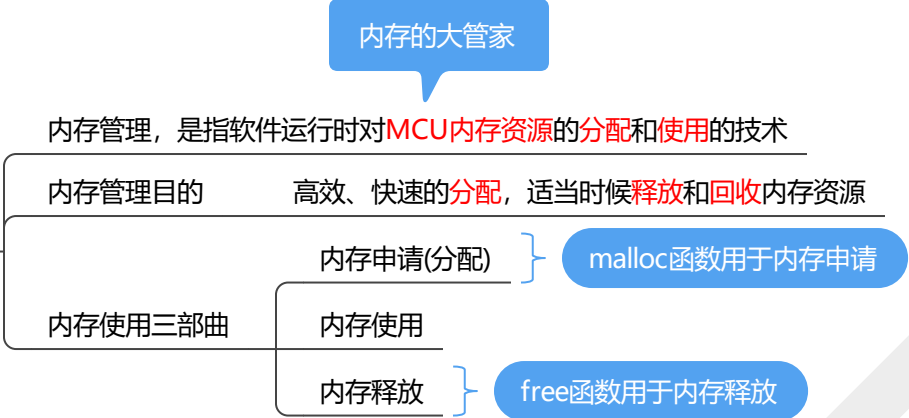 内存的大管家
内存管理，是指软件运行时对MCU内存资源的分配和使用的技术
内存管理目的 高效、快速的分配，适当时候释放和回收内存资源
内存申请(分配) malloc函数用于内存申请
内存使用三部曲 内存使用
内存释放 free函数用于内存释放